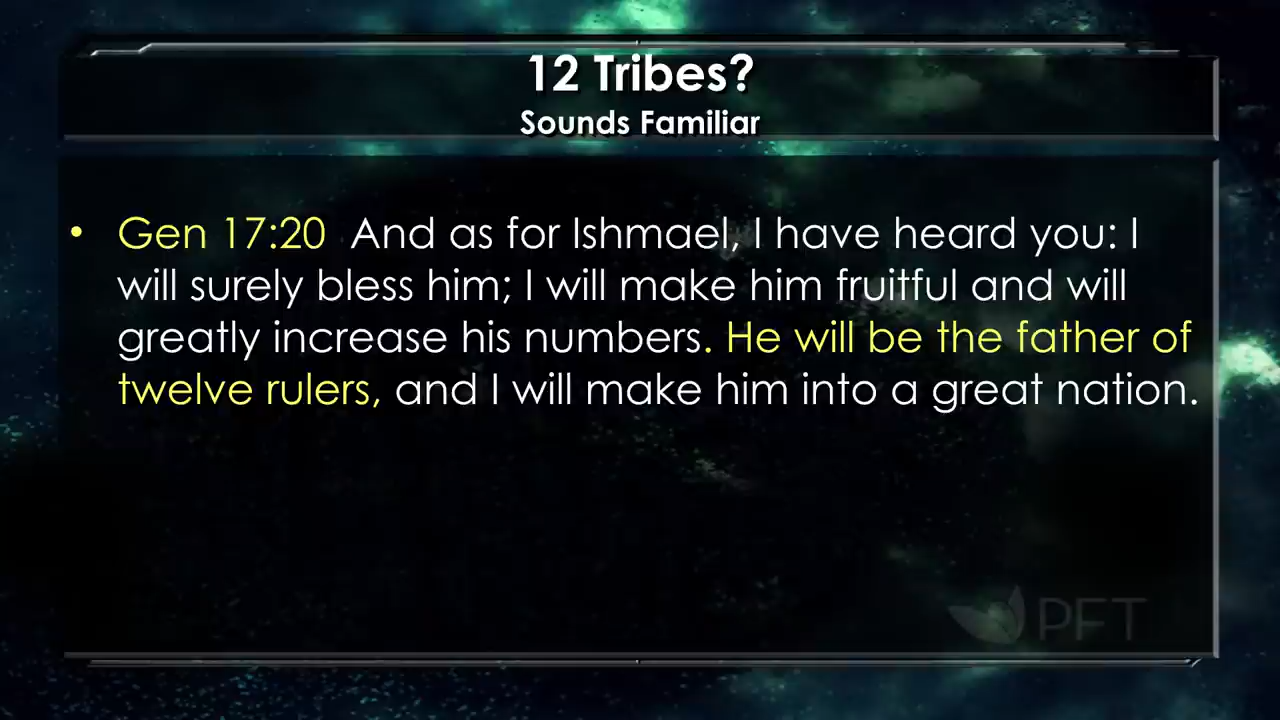 12 Tribes?
Sounds Familiar
• Gen 17:20  And as for Ishmael, I have heard you: I
will surely bless him; I will make him fruitful and will
greatly increase his numbers. He will be the father of
twelve rulers, and I will make him into a great nation.
PFT